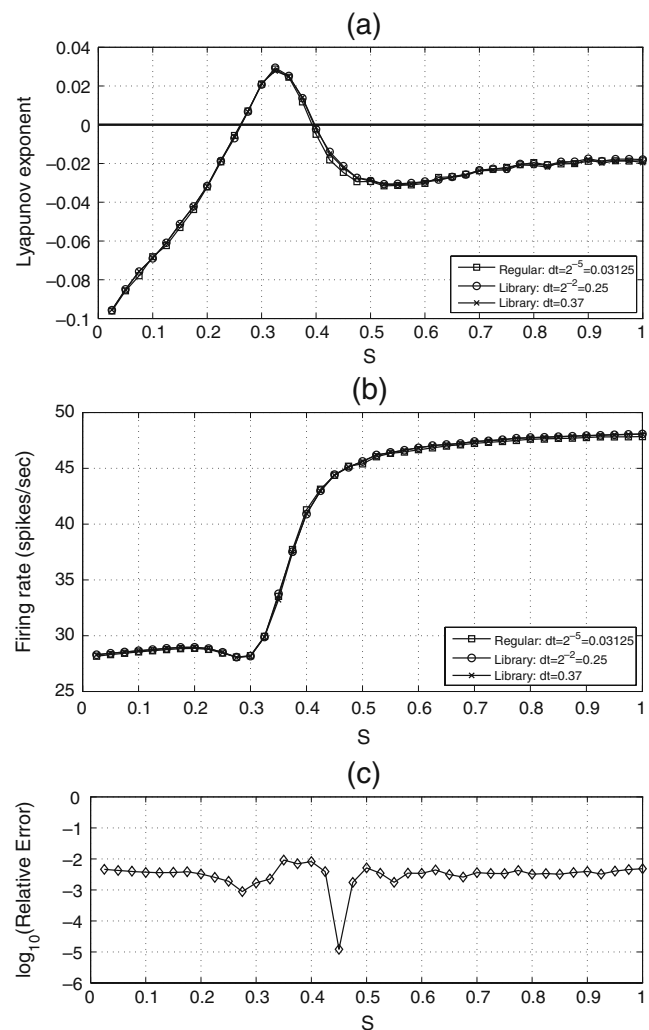 (a)
Lyapunov exponent
0.04
0.02
0
−0.02
−0.04
−0.06
−0.08
−0.1
Regular: dt=2⁻⁵=0.03125
Library: dt=2⁻²=0.25
Library: dt=0.37
0 0.1 0.2 0.3 0.4 0.5 0.6 0.7 0.8 0.9 1
S
(b)
Firing rate (spikes/sec)
50
45
40
35
30
25
Regular: dt=2⁻⁵=0.03125
Library: dt=2⁻²=0.25
Library: dt=0.37
0 0.1 0.2 0.3 0.4 0.5 0.6 0.7 0.8 0.9 1
S
(c)
log₁₀(Relative Error)
0
−1
−2
−3
−4
−5
−6
0 0.1 0.2 0.3 0.4 0.5 0.6 0.7 0.8 0.9 1
S